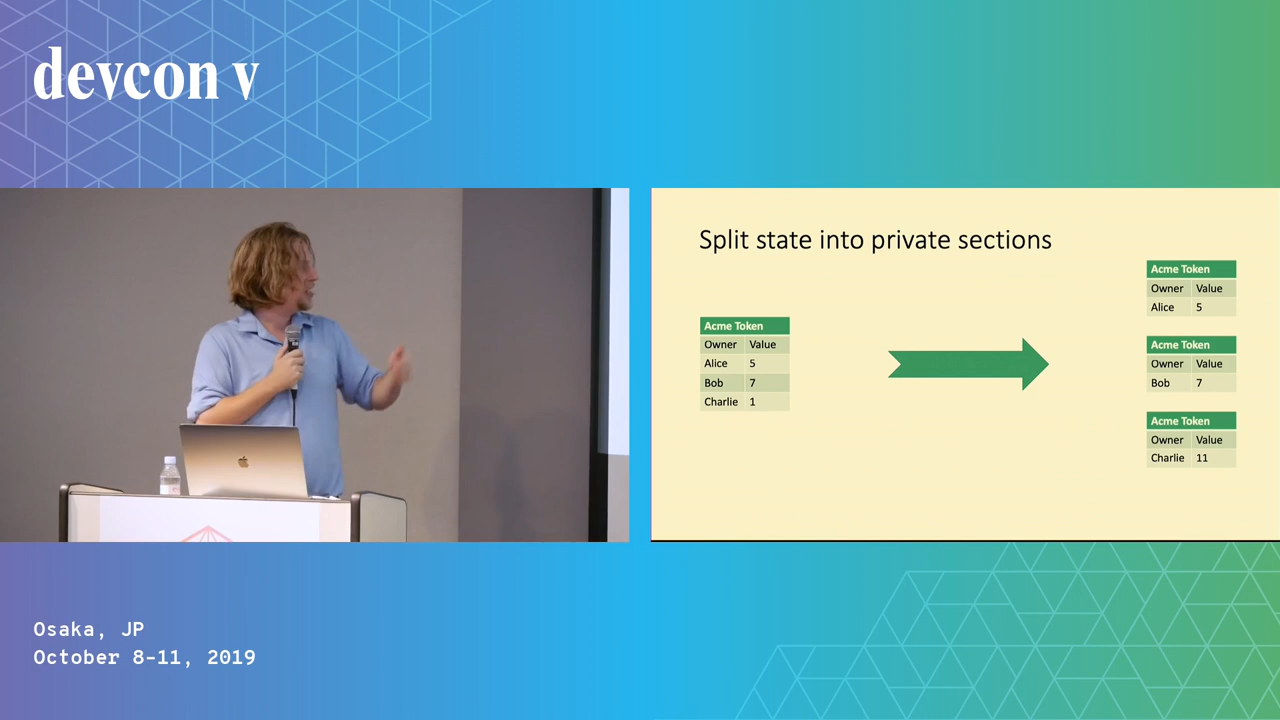 devcon v
Split state into private sections
Acme Token
Owner Value
Alice 5
Bob 7
Charlie 1
Acme Token
Owner Value
Alice 5
Acme Token
Owner Value
Bob 7
Acme Token
Owner Value
Charlie 11
Osaka, JP
October 8-11, 2019